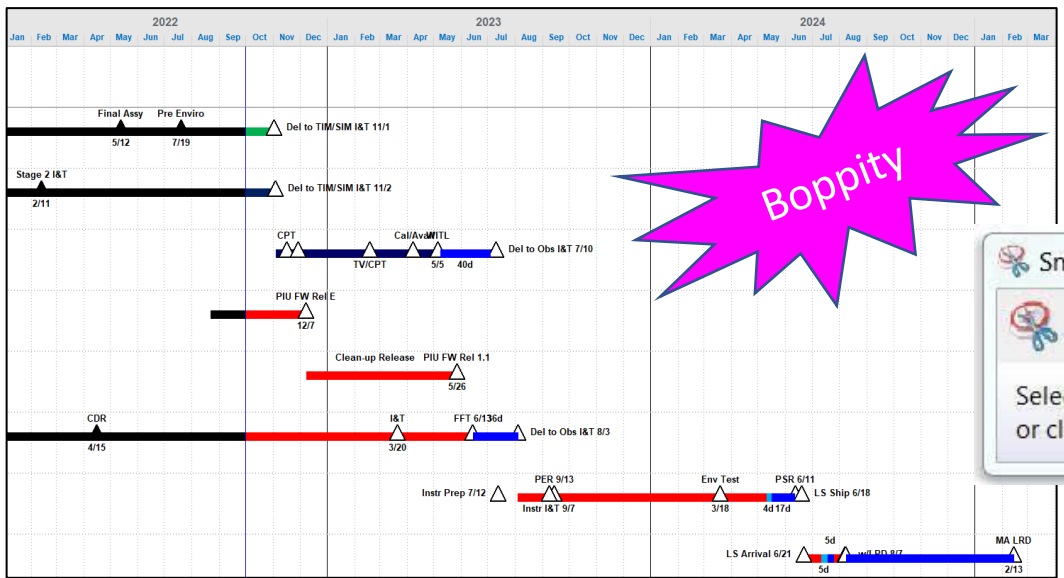 2022 2023 2024
Jan Feb Mar Apr May Jun Jul Aug Sep Oct Nov Dec Jan Feb Mar Apr May Jun Jul Aug Sep Oct Nov Dec Jan Feb Mar Apr May Jun Jul Aug Sep Oct Nov Dec Jan Feb Mar
Final Assy Pre Enviro
Del to TIM/SIM I&T 11/1
5/12 7/19
Boppity
Stage 2 I&T
Del to TIM/SIM I&T 11/2
2/11
CPT Cal/Avail WITL
Del to Obs I&T 7/10
TV/CPT 5/5 40d
Sn
PIU FW Rel E
12/7
Clean-up Release PIU FW Rel 1.1
5/26
Sele
or cl
CDR I&T FFT 6/13 36d
Del to Obs I&T 8/3
4/15 3/20
PER 9/13 Env Test PSR 6/11
Instr Prep 7/12 LS Ship 6/18
Instr I&T 9/7 3/18 4d 17d
5d MA LRD
LS Arrival 6/21 w/LRD 8/7
5d 2/13